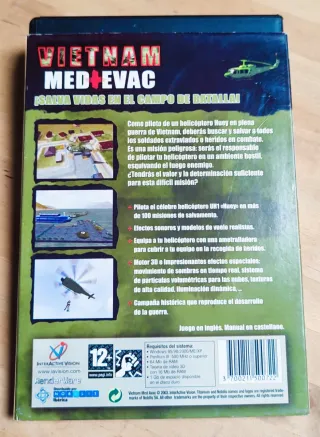 VIETNAM
MED EVAC
¡SALVA VIDAS EN EL CAMPO DE BATALLA!
Como piloto de un helicóptero Huey en plena
guerra de Vietnam, deberás buscar y salvar a todos
los soldados extraviados o heridos en combate.
Es una misión peligrosa: serás el responsable
de pilotar tu helicóptero en un ambiente hostil,
esquivando el fuego enemigo.
¿Tendrás el valor y la determinación suficiente
para esta difícil misión?
Pilota el célebre helicóptero UH1 «Huey» en más
de 100 misiones de salvamento.
Efectos sonoros y modelos de vuelo realistas.
Equipa a tu helicóptero con una ametralladora
para cubrir a tu equipo en la recogida de heridos.
Motor 3D e impresionantes efectos especiales:
movimiento de sombras en tiempo real, sistema
de partículas volumétricas para las nubes, texturas
de alta calidad, iluminación dinámica...
Campaña histórica que reproduce el desarrollo
de la guerra.
Juego en inglés. Manual en castellano.
INTERACTIVE VISION
12+
www.pegi.info
Requisitos del sistema:
Ibérica